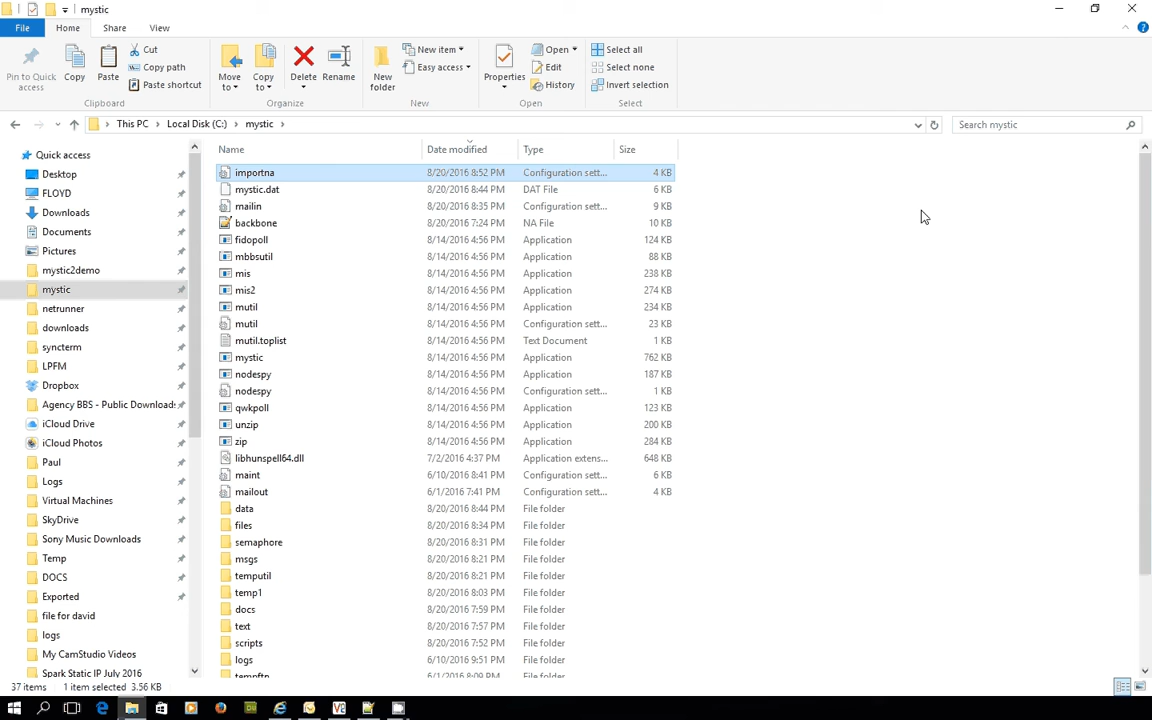 mystic
File Home Share View
Pin to Quick access
Copy
Paste
Cut
Copy path
Paste shortcut
Clipboard
Move to
Copy to
Delete
Rename
Organize
New folder
New item
Easy access
New
Properties
Open
Edit
History
Open
Select all
Select none
Invert selection
Select
This PC Local Disk (C:) mystic
Search mystic
Quick access
Desktop
FLOYD
Downloads
Documents
Pictures
mystic2demo
mystic
netrunner
downloads
syncterm
LPFM
Dropbox
Agency BBS - Public Downloads
iCloud Drive
iCloud Photos
Paul
Logs
Virtual Machines
SkyDrive
Sony Music Downloads
Temp
DOCS
Exported
file for david
logs
My CamStudio Videos
Spark Static IP July 2016
Name Date modified Type Size
importna 8/20/2016 8:52 PM Configuration sett... 4 KB
mystic.dat 8/20/2016 8:44 PM DAT File 6 KB
mailin 8/20/2016 8:35 PM Configuration sett... 9 KB
backbone 8/20/2016 7:24 PM NA File 10 KB
fidopoll 8/14/2016 4:56 PM Application 124 KB
mbbsutil 8/14/2016 4:56 PM Application 88 KB
mis 8/14/2016 4:56 PM Application 238 KB
mis2 8/14/2016 4:56 PM Application 274 KB
mutil 8/14/2016 4:56 PM Application 234 KB
mutil 8/14/2016 4:56 PM Configuration sett... 23 KB
mutil.toplist 8/14/2016 4:56 PM Text Document 1 KB
mystic 8/14/2016 4:56 PM Application 762 KB
nodespy 8/14/2016 4:56 PM Application 187 KB
nodespy 8/14/2016 4:56 PM Configuration sett... 1 KB
qwkpoll 8/14/2016 4:56 PM Application 123 KB
unzip 8/14/2016 4:56 PM Application 200 KB
zip 8/14/2016 4:56 PM Application 284 KB
libhunspell64.dll 7/2/2016 4:37 PM Application extens... 648 KB
maint 6/10/2016 8:41 PM Configuration sett... 6 KB
mailout 6/1/2016 7:41 PM Configuration sett... 4 KB
data 8/20/2016 8:44 PM File folder
files 8/20/2016 8:34 PM File folder
semaphore 8/20/2016 8:31 PM File folder
msgs 8/20/2016 8:21 PM File folder
temputil 8/20/2016 8:21 PM File folder
temp1 8/20/2016 8:03 PM File folder
docs 8/20/2016 7:59 PM File folder
text 8/20/2016 7:57 PM File folder
scripts 8/20/2016 7:52 PM File folder
logs 6/10/2016 9:51 PM File folder
tempftn 6/1/2016 8:09 PM File folder
37 items 1 item selected 3.56 KB